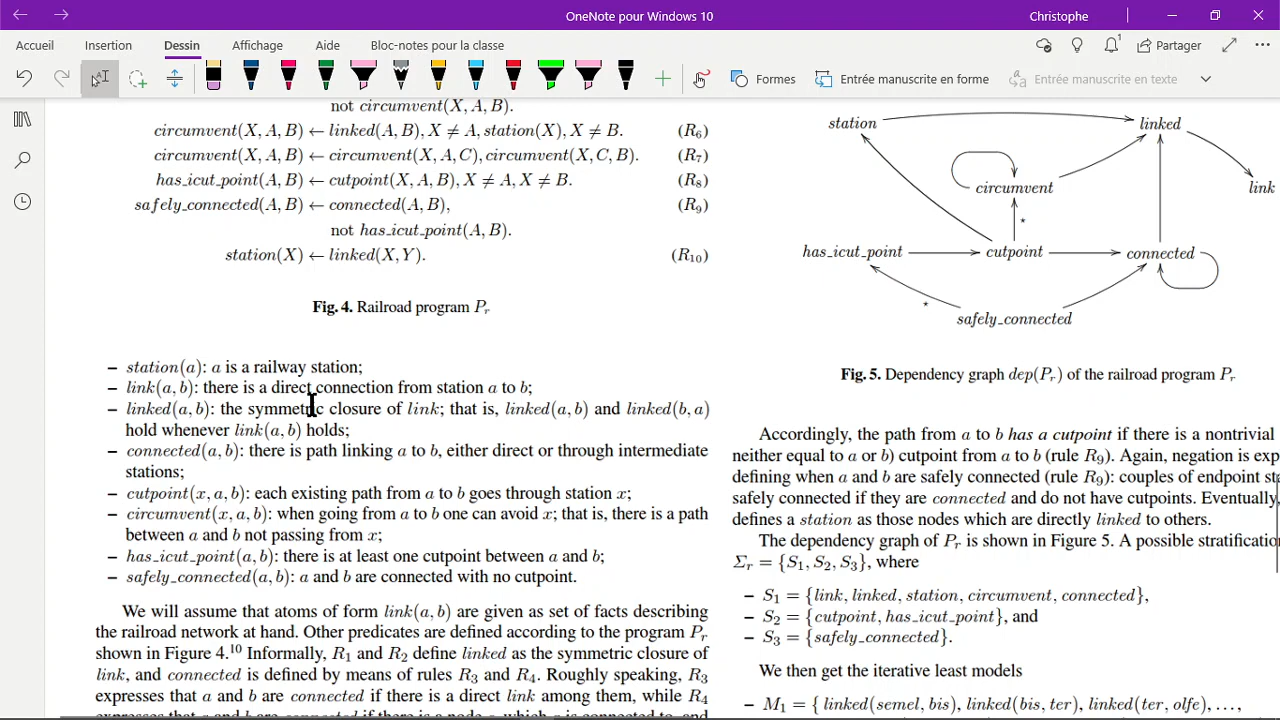 OneNote pour Windows 10
Christophe
Accueil Insertion Dessin Affichage Aide Bloc-notes pour la classe Partager
Formes Entrée manuscrite en forme Entrée manuscrite en texte
not circumvent(X, A, B).
circumvent(X, A, B) ← linked(A, B), X ≠ A, station(X), X ≠ B. (R₆)
circumvent(X, A, B) ← circumvent(X, A, C), circumvent(X, C, B). (R₇)
has_icut_point(A, B) ← cutpoint(X, A, B), X ≠ A, X ≠ B. (R₈)
safely_connected(A, B) ← connected(A, B), (R₉)
not has_icut_point(A, B).
station(X) ← linked(X, Y). (R₁₀)
Fig. 4. Railroad program Pᵣ
– station(a): a is a railway station;
– link(a, b): there is a direct connection from station a to b;
– linked(a, b): the symmetric closure of link; that is, linked(a, b) and linked(b, a)
hold whenever link(a, b) holds;
– connected(a, b): there is path linking a to b, either direct or through intermediate
stations;
– cutpoint(x, a, b): each existing path from a to b goes through station x;
– circumvent(x, a, b): when going from a to b one can avoid x; that is, there is a path
between a and b not passing from x;
– has_icut_point(a, b): there is at least one cutpoint between a and b;
– safely_connected(a, b): a and b are connected with no cutpoint.
We will assume that atoms of form link(a, b) are given as set of facts describing
the railroad network at hand. Other predicates are defined according to the program Pᵣ
shown in Figure 4.¹⁰ Informally, R₁ and R₂ define linked as the symmetric closure of
link, and connected is defined by means of rules R₃ and R₄. Roughly speaking, R₃
expresses that a and b are connected if there is a direct link among them, while R₄
station linked
circumvent link
*
has_icut_point cutpoint connected
*
safely_connected
Fig. 5. Dependency graph dep(Pᵣ) of the railroad program Pᵣ
Accordingly, the path from a to b has a cutpoint if there is a nontrivial
neither equal to a or b) cutpoint from a to b (rule R₉). Again, negation is exp
defining when a and b are safely connected (rule R₉): couples of endpoint st
safely connected if they are connected and do not have cutpoints. Eventually,
defines a station as those nodes which are directly linked to others.
The dependency graph of Pᵣ is shown in Figure 5. A possible stratificatio
Σᵣ = {S₁, S₂, S₃}, where
– S₁ = {link, linked, station, circumvent, connected},
– S₂ = {cutpoint, has_icut_point}, and
– S₃ = {safely_connected}.
We then get the iterative least models
– M₁ = { linked(semel, bis), linked(bis, ter), linked(ter, olfe), . . . ,